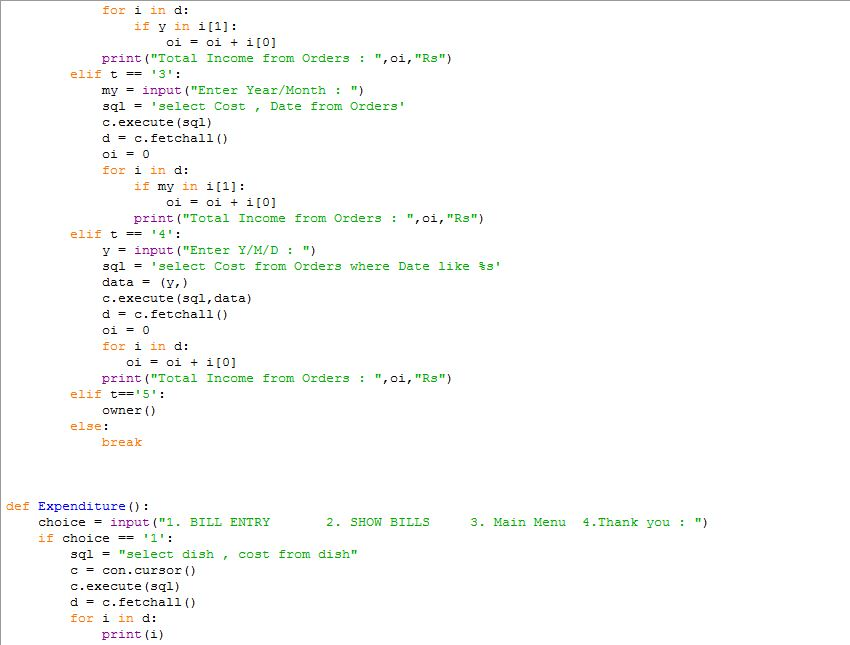 for i in d:
                if y in i[1]:
                    oi = oi + i[0]
            print("Total Income from Orders : ",oi,"Rs")
        elif t == '3':
            my = input("Enter Year/Month : ")
            sql = 'select Cost , Date from Orders'
            c.execute(sql)
            d = c.fetchall()
            oi = 0
            for i in d:
                if my in i[1]:
                    oi = oi + i[0]
                print("Total Income from Orders : ",oi,"Rs")
        elif t == '4':
            y = input("Enter Y/M/D : ")
            sql = 'select Cost from Orders where Date like %s'
            data = (y,)
            c.execute(sql,data)
            d = c.fetchall()
            oi = 0
            for i in d:
               oi = oi + i[0]
            print("Total Income from Orders : ",oi,"Rs")
        elif t=='5':
            owner()
        else:
            break
def Expenditure():
    choice = input("1. BILL ENTRY       2. SHOW BILLS     3. Main Menu  4.Thank you : ")
    if choice == '1':
        sql = "select dish , cost from dish"
        c = con.cursor()
        c.execute(sql)
        d = c.fetchall()
        for i in d:
            print(i)